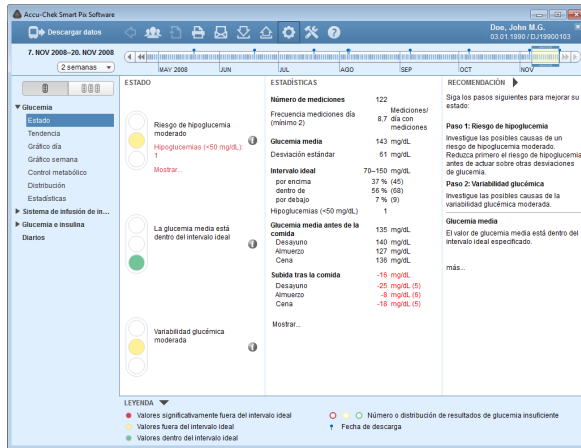 Accu-Chek Smart Pix Software
Descargar datos
Doe, John M.G.
03.01.1990 / DJ19900103
7. NOV 2008–20. NOV 2008
2 semanas
MAY 2008 JUN JUL AGO SEP OCT NOV
Glucemia
Estado
Tendencia
Gráfico día
Gráfico semana
Control metabólico
Distribución
Estadísticas
Sistema de infusión de in...
Glucemia e insulina
Diarios
ESTADO
Riesgo de hipoglucemia
moderado
Hipoglucemias (<50 mg/dL):
1
Mostrar...
La glucemia media está
dentro del intervalo ideal
Variabilidad glucémica
moderada
ESTADÍSTICAS
Número de mediciones 122
Frecuencia mediciones día
(mínimo 2) 8,7 Mediciones/
día con
mediciones
Glucemia media 143 mg/dL
Desviación estándar 61 mg/dL
Intervalo ideal 70–150 mg/dL
por encima 37 % (45)
dentro de 56 % (68)
por debajo 7 % (9)
Hipoglucemias (<50 mg/dL) 1
Glucemia media antes de la
comida 135 mg/dL
Desayuno 140 mg/dL
Almuerzo 127 mg/dL
Cena 136 mg/dL
Subida tras la comida -16 mg/dL
Desayuno -25 mg/dL (5)
Almuerzo -8 mg/dL (6)
Cena -18 mg/dL (5)
Mostrar...
RECOMENDACIÓN
Siga los pasos siguientes para mejorar su
estado:
Paso 1: Riesgo de hipoglucemia
Investigue las posibles causas de un
riesgo de hipoglucemia moderado.
Reduzca primero el riesgo de hipoglucemia
antes de actuar sobre otras desviaciones
de glucemia.
Paso 2: Variabilidad glucémica
Investigue las posibles causas de la
variabilidad glucémica moderada.
Glucemia media
El valor de glucemia media está dentro del
intervalo ideal especificado.
más...
LEYENDA
Valores significativamente fuera del intervalo ideal
Valores fuera del intervalo ideal
Valores dentro del intervalo ideal
Número o distribución de resultados de glucemia insuficiente
Fecha de descarga